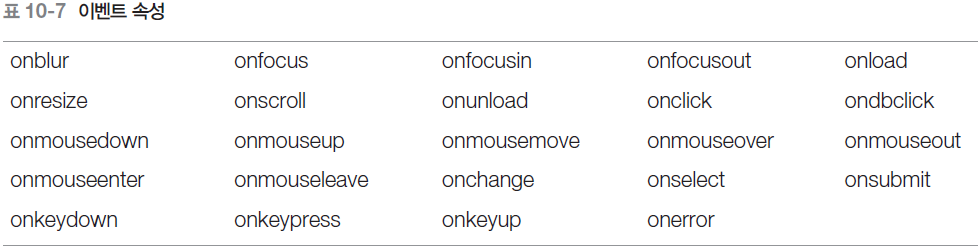 표 10-7 이벤트 속성
onblur onfocus onfocusin onfocusout onload
onresize onscroll onunload onclick ondbclick
onmousedown onmouseup onmousemove onmouseover onmouseout
onmouseenter onmouseleave onchange onselect onsubmit
onkeydown onkeypress onkeyup onerror